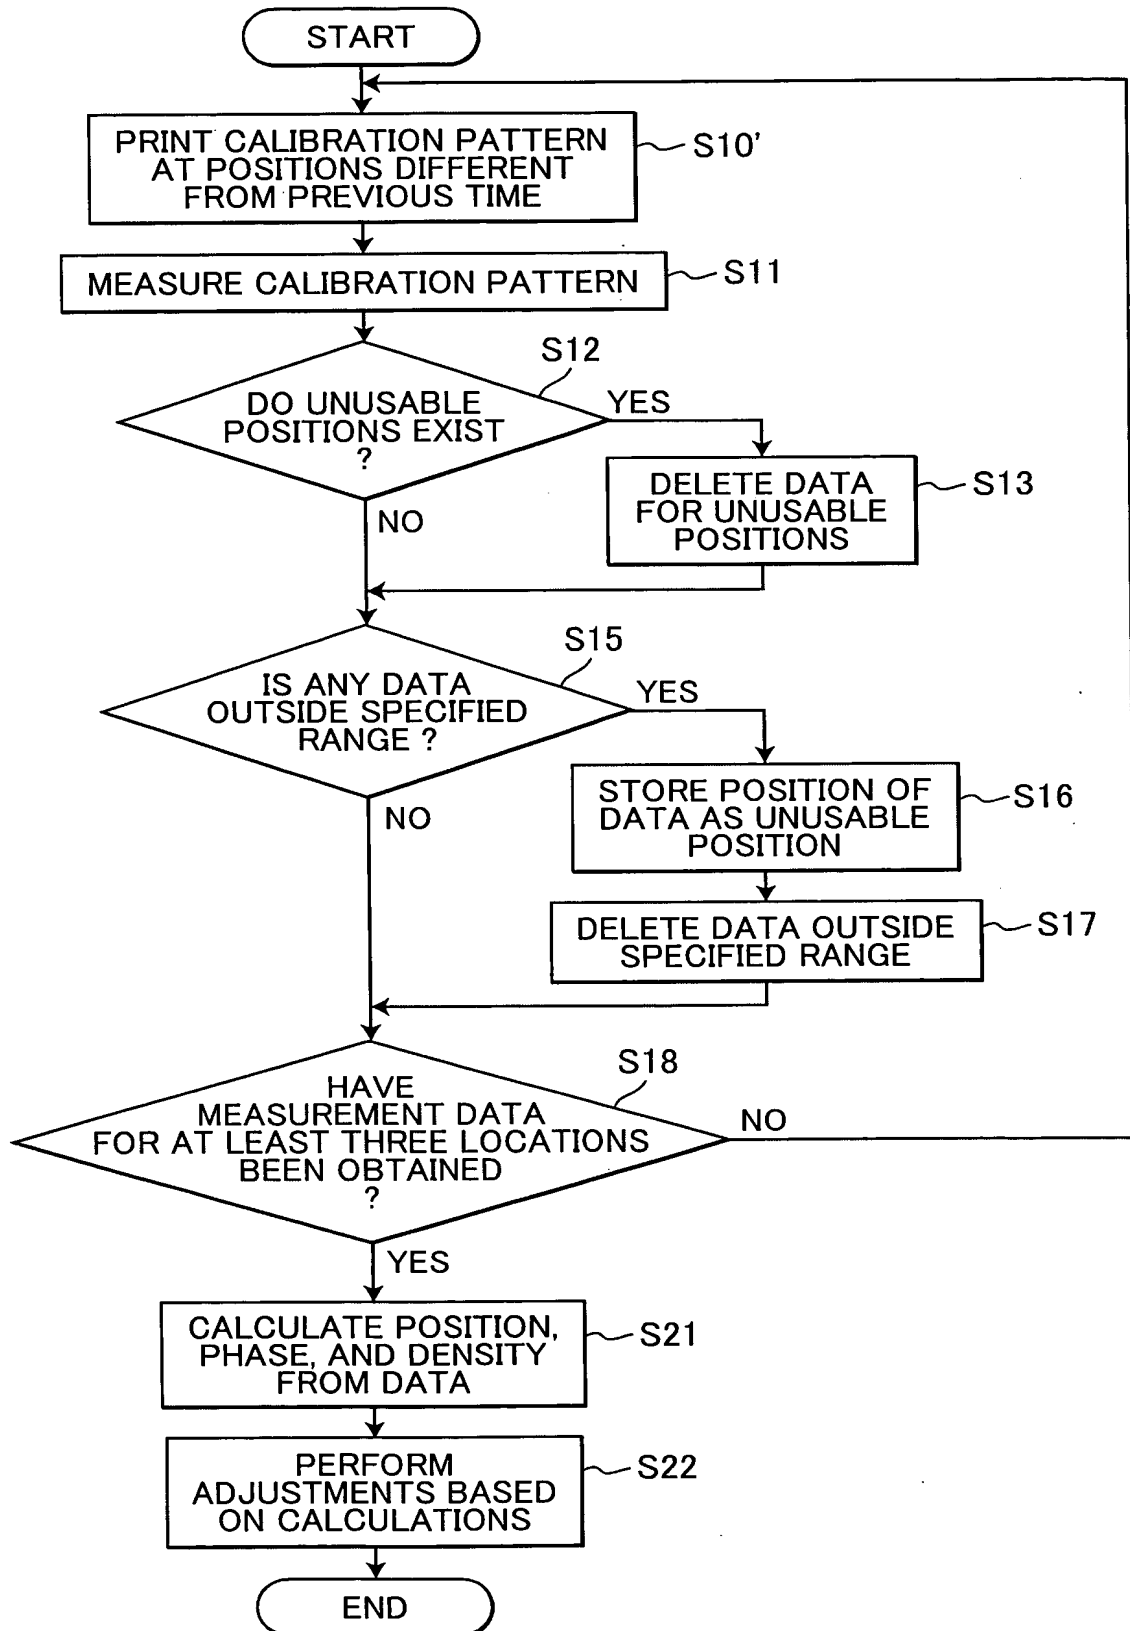 START
PRINT CALIBRATION PATTERN
AT POSITIONS DIFFERENT
FROM PREVIOUS TIME
S10'
MEASURE CALIBRATION PATTERN
S11
S12
DO UNUSABLE
POSITIONS EXIST
?
YES
NO
DELETE DATA
FOR UNUSABLE
POSITIONS
S13
S15
IS ANY DATA
OUTSIDE SPECIFIED
RANGE ?
YES
NO
STORE POSITION OF
DATA AS UNUSABLE
POSITION
S16
DELETE DATA OUTSIDE
SPECIFIED RANGE
S17
S18
HAVE
MEASUREMENT DATA
FOR AT LEAST THREE LOCATIONS
BEEN OBTAINED
?
NO
YES
CALCULATE POSITION,
PHASE, AND DENSITY
FROM DATA
S21
PERFORM
ADJUSTMENTS BASED
ON CALCULATIONS
S22
END